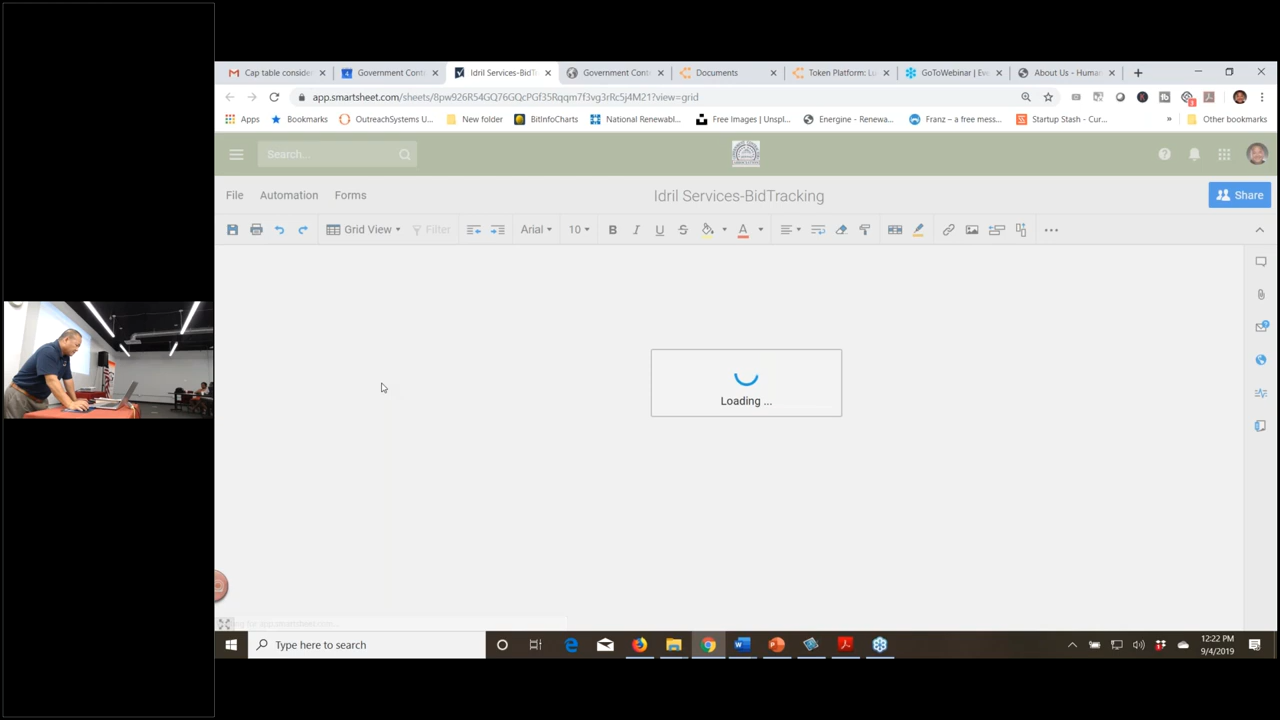 Cap table conside
Government Cont
Idril Services-BidTr
Government Cont
Documents
Token Platform: Lu
GoToWebinar | Ev
About Us - Human
app.smartsheet.com/sheets/8pw926R54GQ76GQcPGf35Rqqm7f3vg3rRc5j4M21?view=grid
Apps
Bookmarks
OutreachSystems U...
New folder
BitInfoCharts
National Renewabl...
Free Images | Unspl...
Energine - Renewa...
Franz – a free mess...
Startup Stash - Cur...
»
Other bookmarks
Search...
File
Automation
Forms
Idril Services-BidTracking
Share
Grid View
Filter
Arial
10
B
I
U
S
A
Loading ...
Type here to search
12:22 PM
9/4/2019